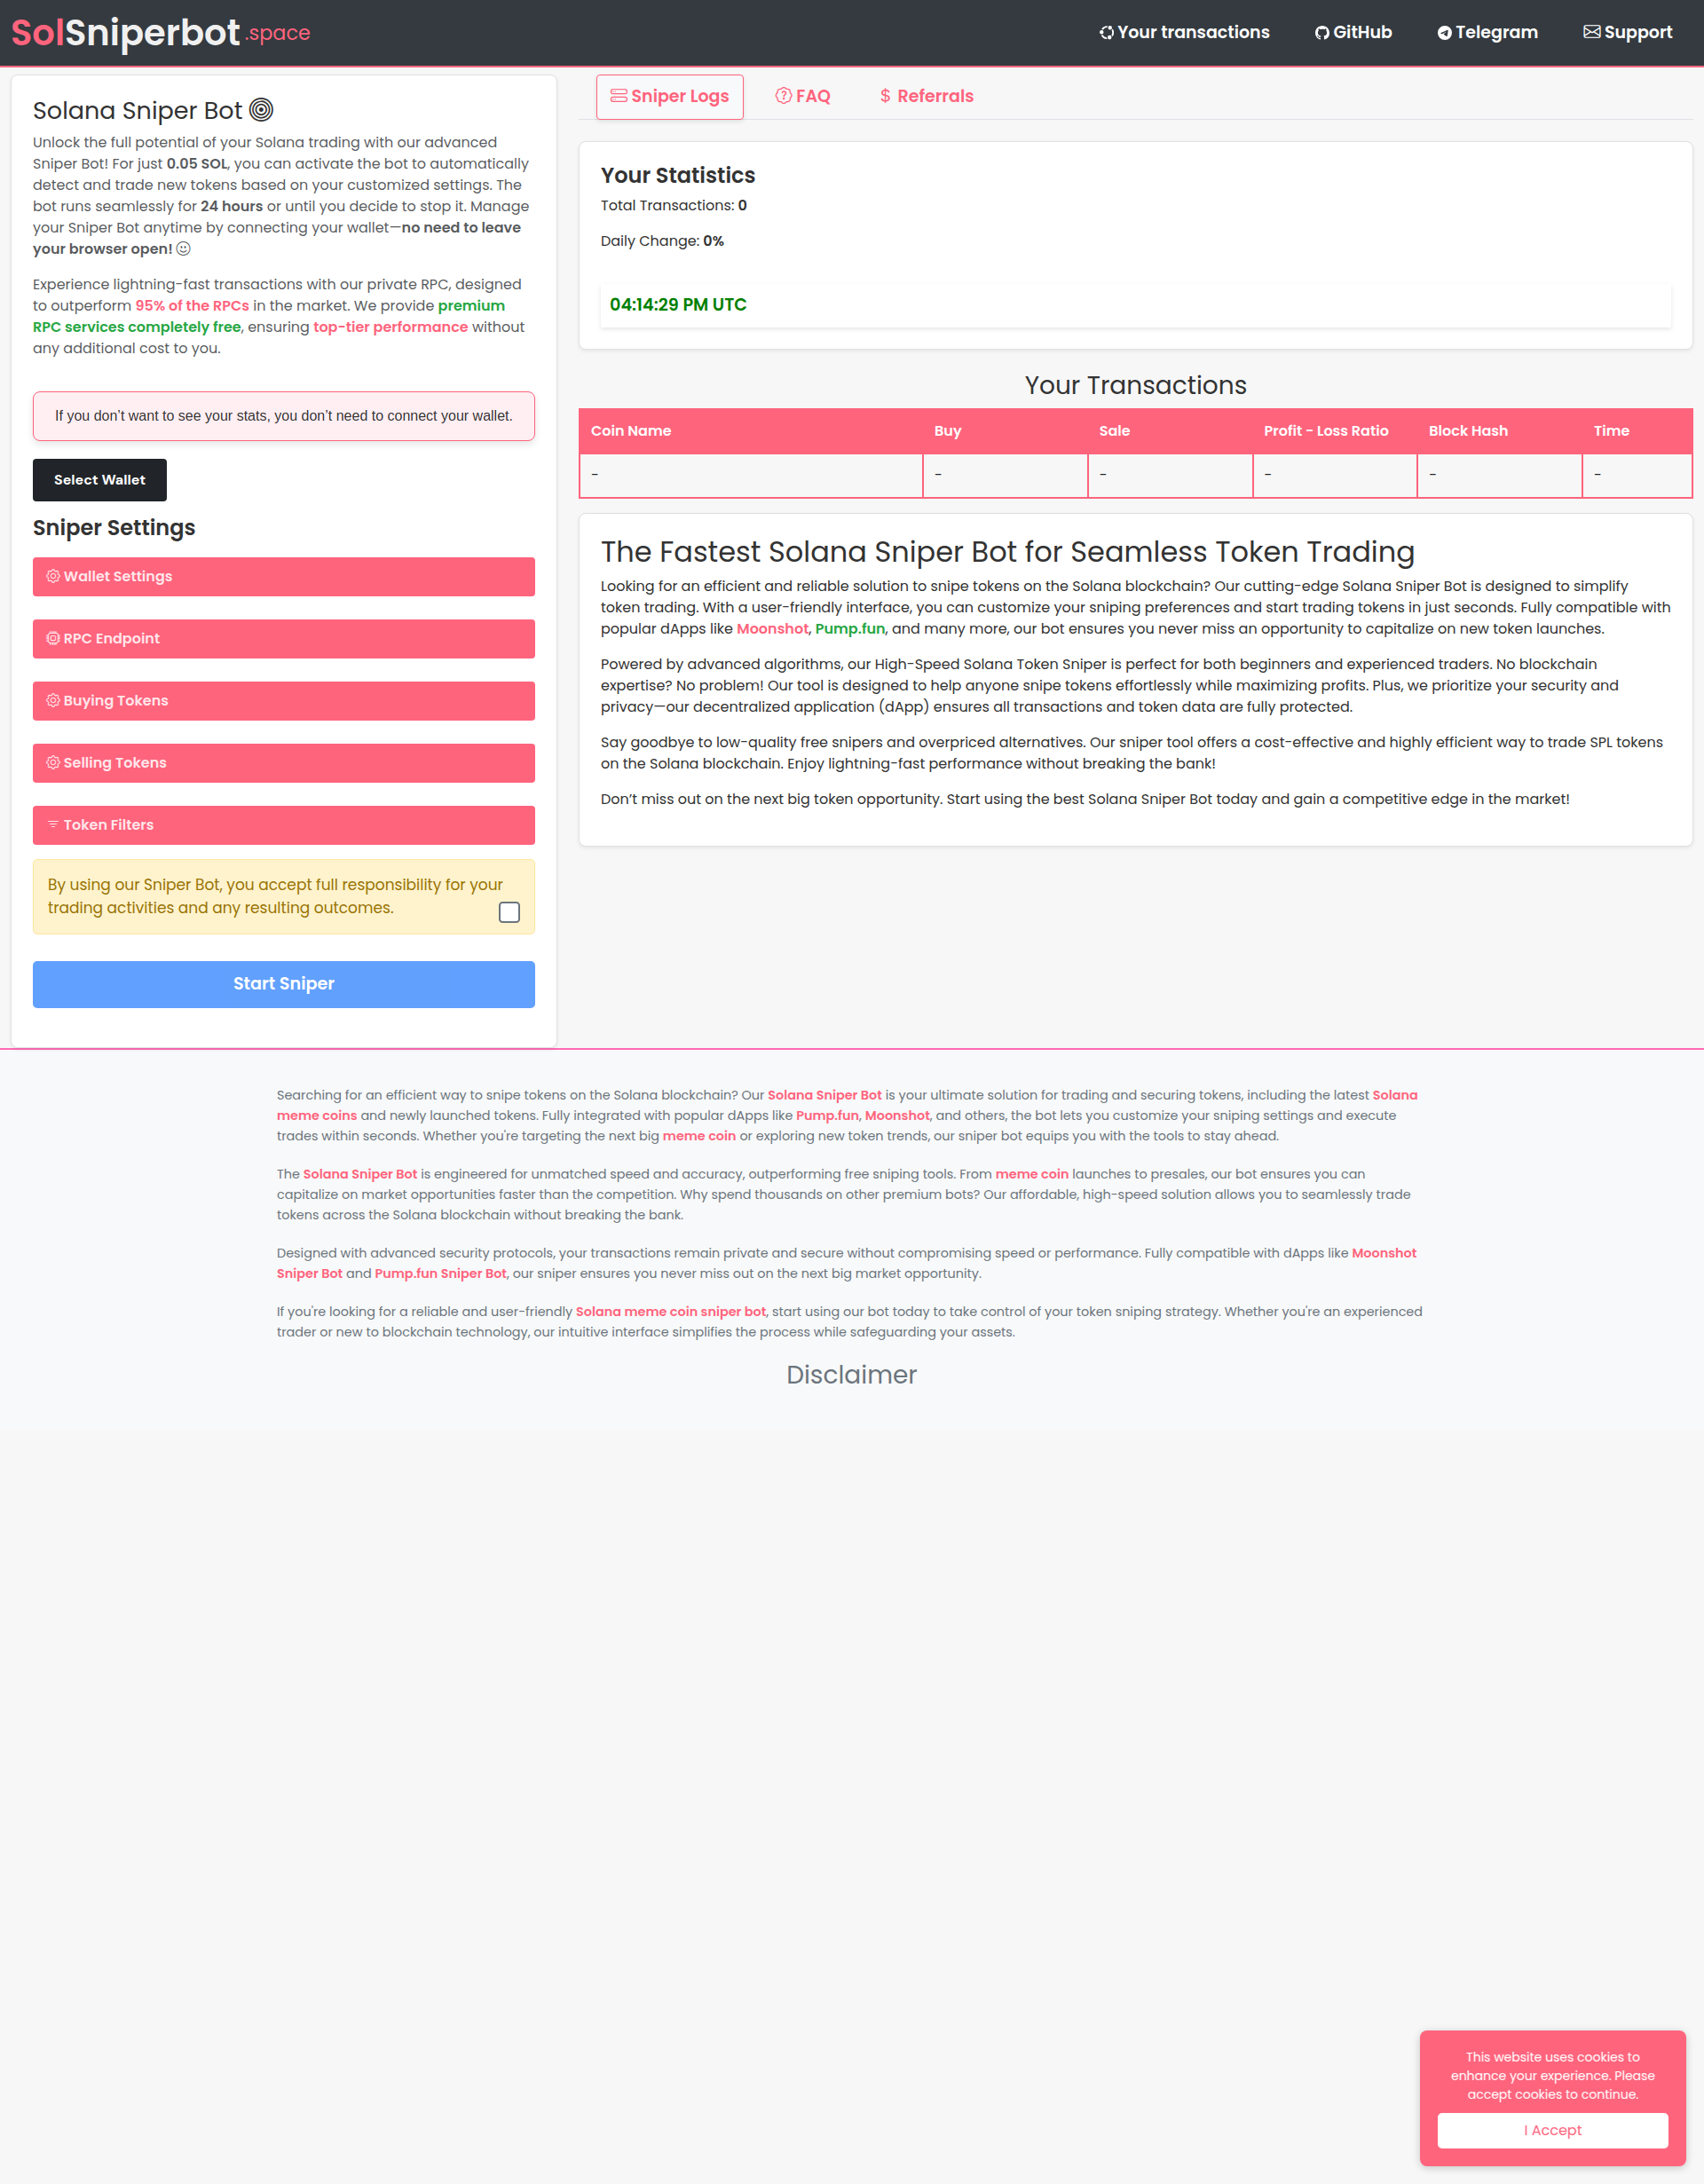 SolSniperbot .space
Your transactions
GitHub
Telegram
Support
Solana Sniper Bot
Unlock the full potential of your Solana trading with our advanced
Sniper Bot! For just 0.05 SOL, you can activate the bot to automatically
detect and trade new tokens based on your customized settings. The
bot runs seamlessly for 24 hours or until you decide to stop it. Manage
your Sniper Bot anytime by connecting your wallet—no need to leave
your browser open!
Experience lightning-fast transactions with our private RPC, designed
to outperform 95% of the RPCs in the market. We provide premium
RPC services completely free, ensuring top-tier performance without
any additional cost to you.
If you don’t want to see your stats, you don’t need to connect your wallet.
Select Wallet
Sniper Settings
Wallet Settings
RPC Endpoint
Buying Tokens
Selling Tokens
Token Filters
By using our Sniper Bot, you accept full responsibility for your
trading activities and any resulting outcomes.
Start Sniper
Sniper Logs
FAQ
$ Referrals
Your Statistics
Total Transactions: 0
Daily Change: 0%
04:14:29 PM UTC
Your Transactions
Coin Name Buy Sale Profit - Loss Ratio Block Hash Time
- - - - - -
The Fastest Solana Sniper Bot for Seamless Token Trading
Looking for an efficient and reliable solution to snipe tokens on the Solana blockchain? Our cutting-edge Solana Sniper Bot is designed to simplify
token trading. With a user-friendly interface, you can customize your sniping preferences and start trading tokens in just seconds. Fully compatible with
popular dApps like Moonshot, Pump.fun, and many more, our bot ensures you never miss an opportunity to capitalize on new token launches.
Powered by advanced algorithms, our High-Speed Solana Token Sniper is perfect for both beginners and experienced traders. No blockchain
expertise? No problem! Our tool is designed to help anyone snipe tokens effortlessly while maximizing profits. Plus, we prioritize your security and
privacy—our decentralized application (dApp) ensures all transactions and token data are fully protected.
Say goodbye to low-quality free snipers and overpriced alternatives. Our sniper tool offers a cost-effective and highly efficient way to trade SPL tokens
on the Solana blockchain. Enjoy lightning-fast performance without breaking the bank!
Don’t miss out on the next big token opportunity. Start using the best Solana Sniper Bot today and gain a competitive edge in the market!
Searching for an efficient way to snipe tokens on the Solana blockchain? Our Solana Sniper Bot is your ultimate solution for trading and securing tokens, including the latest Solana
meme coins and newly launched tokens. Fully integrated with popular dApps like Pump.fun, Moonshot, and others, the bot lets you customize your sniping settings and execute
trades within seconds. Whether you're targeting the next big meme coin or exploring new token trends, our sniper bot equips you with the tools to stay ahead.
The Solana Sniper Bot is engineered for unmatched speed and accuracy, outperforming free sniping tools. From meme coin launches to presales, our bot ensures you can
capitalize on market opportunities faster than the competition. Why spend thousands on other premium bots? Our affordable, high-speed solution allows you to seamlessly trade
tokens across the Solana blockchain without breaking the bank.
Designed with advanced security protocols, your transactions remain private and secure without compromising speed or performance. Fully compatible with dApps like Moonshot
Sniper Bot and Pump.fun Sniper Bot, our sniper ensures you never miss out on the next big market opportunity.
If you're looking for a reliable and user-friendly Solana meme coin sniper bot, start using our bot today to take control of your token sniping strategy. Whether you're an experienced
trader or new to blockchain technology, our intuitive interface simplifies the process while safeguarding your assets.
Disclaimer
This website uses cookies to
enhance your experience. Please
accept cookies to continue.
I Accept